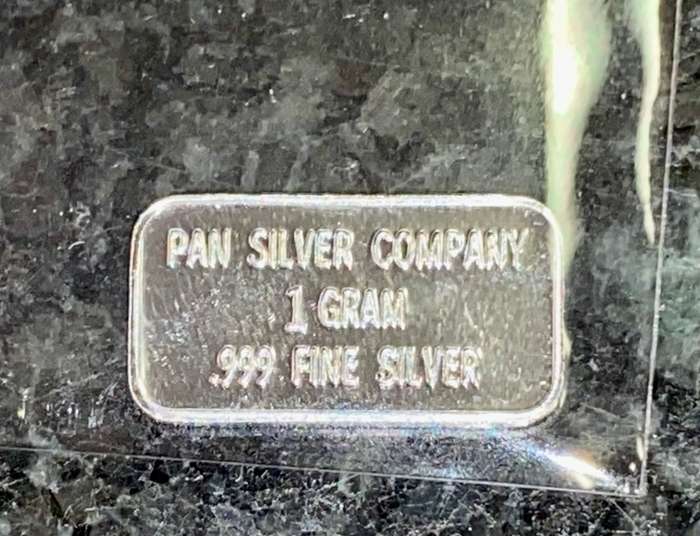 PAN SILVER COMPANY
1 GRAM
.999 FINE SILVER